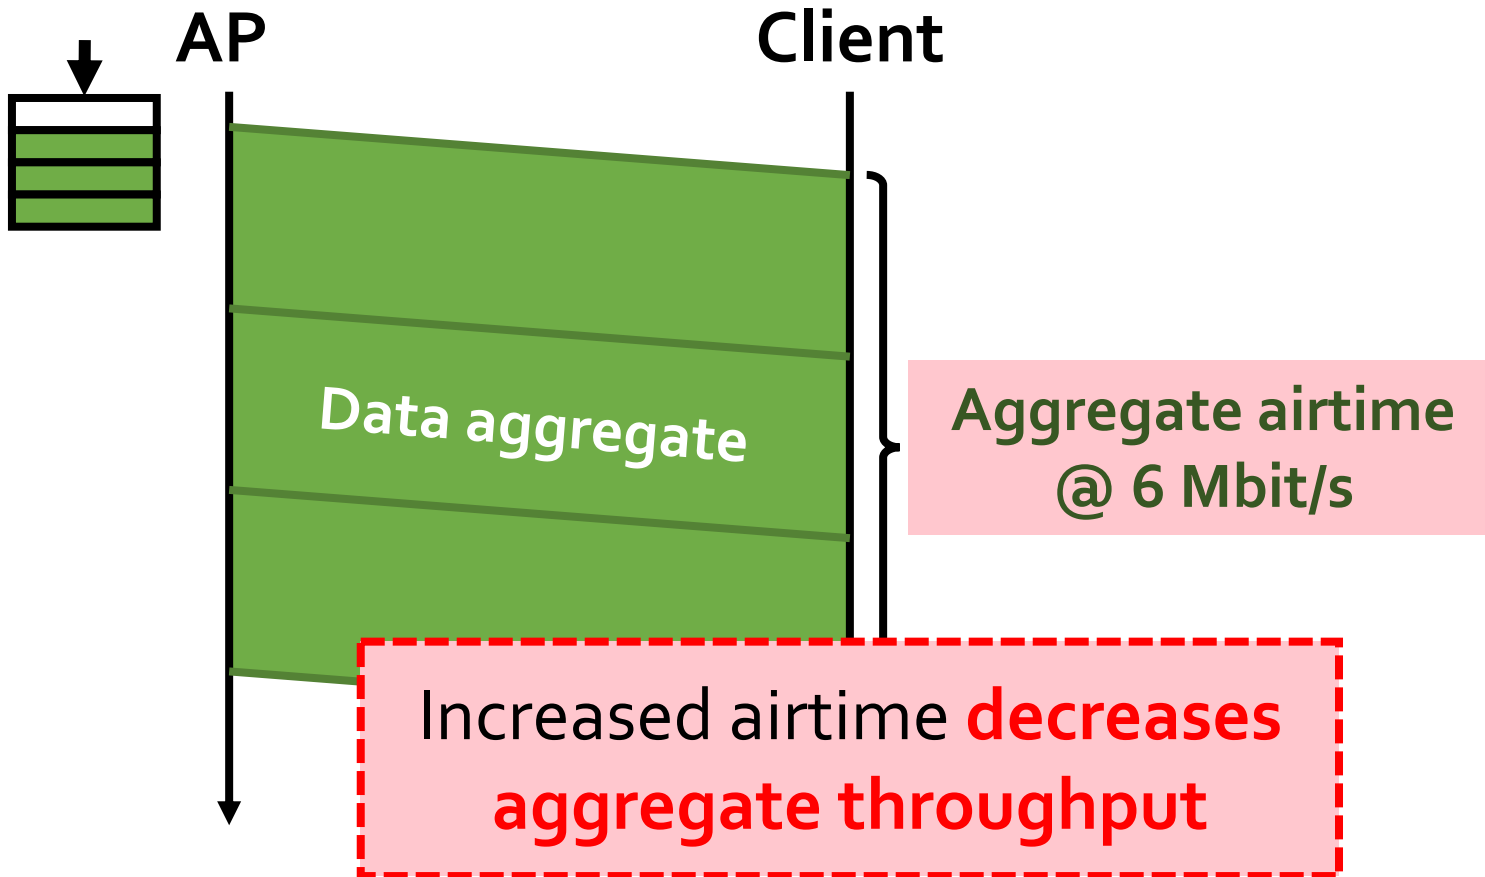 AP
Client
Data aggregate
Aggregate airtime
@ 6 Mbit/s
Increased airtime decreases
aggregate throughput